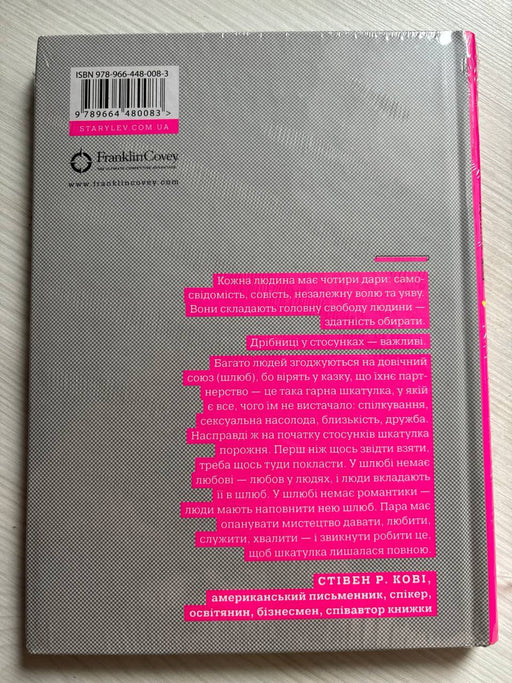 ISBN 978-966-448-008-3
9 789664 480083 >
STARYLEV.COM.UA
FranklinCovey
THE ULTIMATE COMPETITIVE ADVANTAGE
www.franklincovey.com
Кожна людина має чотири дари: само-
свідомість, совість, незалежну волю та уяву.
Вони складають головну свободу людини —
здатність обирати.
Дрібниці у стосунках — важливі.
Багато людей згоджуються на довічний
союз (шлюб), бо вірять у казку, що їхнє парт-
нерство — це така гарна шкатулка, у якій
є все, чого їм не вистачало: спілкування,
сексуальна насолода, близькість, дружба.
Насправді ж на початку стосунків шкатулка
порожня. Перш ніж щось звідти взяти,
треба щось туди покласти. У шлюбі немає
любові — любов у людях, і люди вкладають
її в шлюб. У шлюбі немає романтики —
люди мають наповнити нею шлюб. Пара має
опанувати мистецтво давати, любити,
служити, хвалити — і звикнути робити це,
щоб шкатулка лишалася повною.
СТІВЕН Р. КОВІ,
американський письменник, спікер,
освітянин, бізнесмен, співавтор книжки